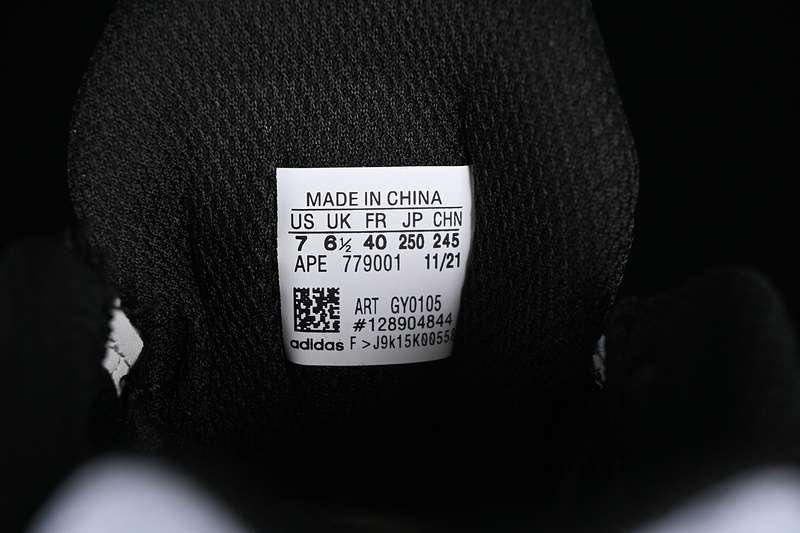 MADE IN CHINA
US UK FR JP CHN
7 6½ 40 250 245
APE 779001 11/21
ART GY0105
#128904844
adidas F>J9k15K00558